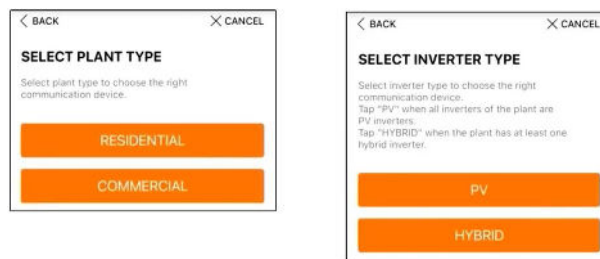 < BACK
X CANCEL
SELECT PLANT TYPE
Select plant type to choose the right
communication device.
RESIDENTIAL
COMMERCIAL
< BACK
X CANCEL
SELECT INVERTER TYPE
Select inverter type to choose the right
communication device.
Tap "PV" when all inverters of the plant are
PV inverters.
Tap "HYBRID" when the plant has at least one
hybrid inverter.
PV
HYBRID